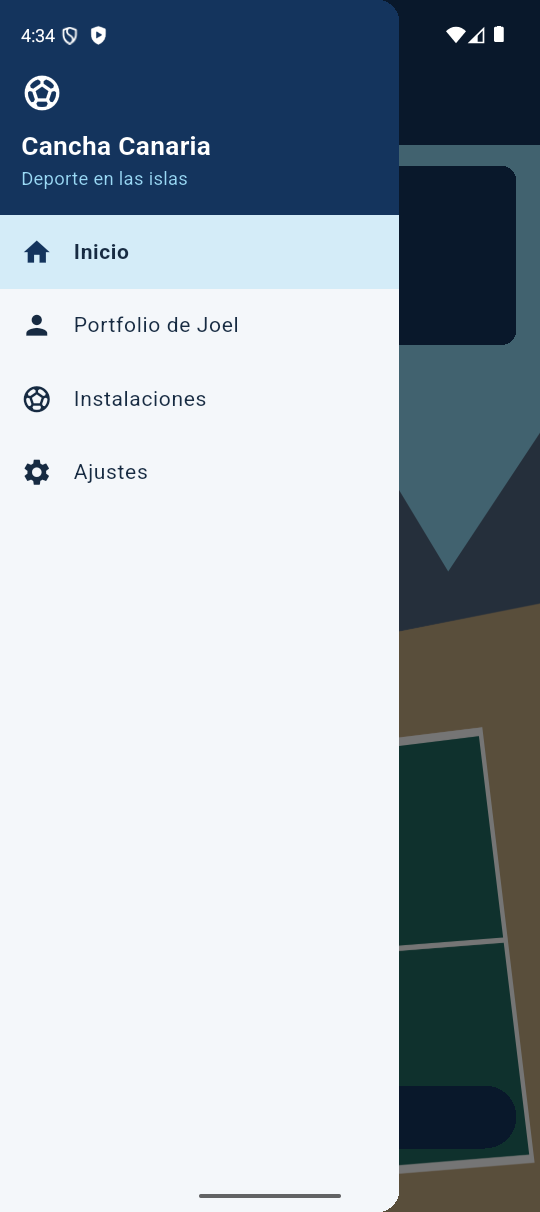 4:34
Cancha Canaria
Deporte en las islas
Inicio
Portfolio de Joel
Instalaciones
Ajustes